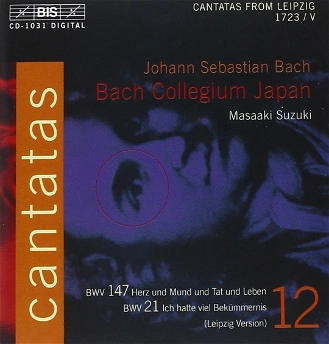 BIS
CD-1031 DIGITAL
CANTATAS FROM LEIPZIG
1723/V
Johann Sebastian Bach
Bach Collegium Japan
Masaaki Suzuki
cantatas
BWV 147 Herz und Mund und Tat und Leben
BWV 21 Ich hatte viel Bekümmernis
(Leipzig Version)
12